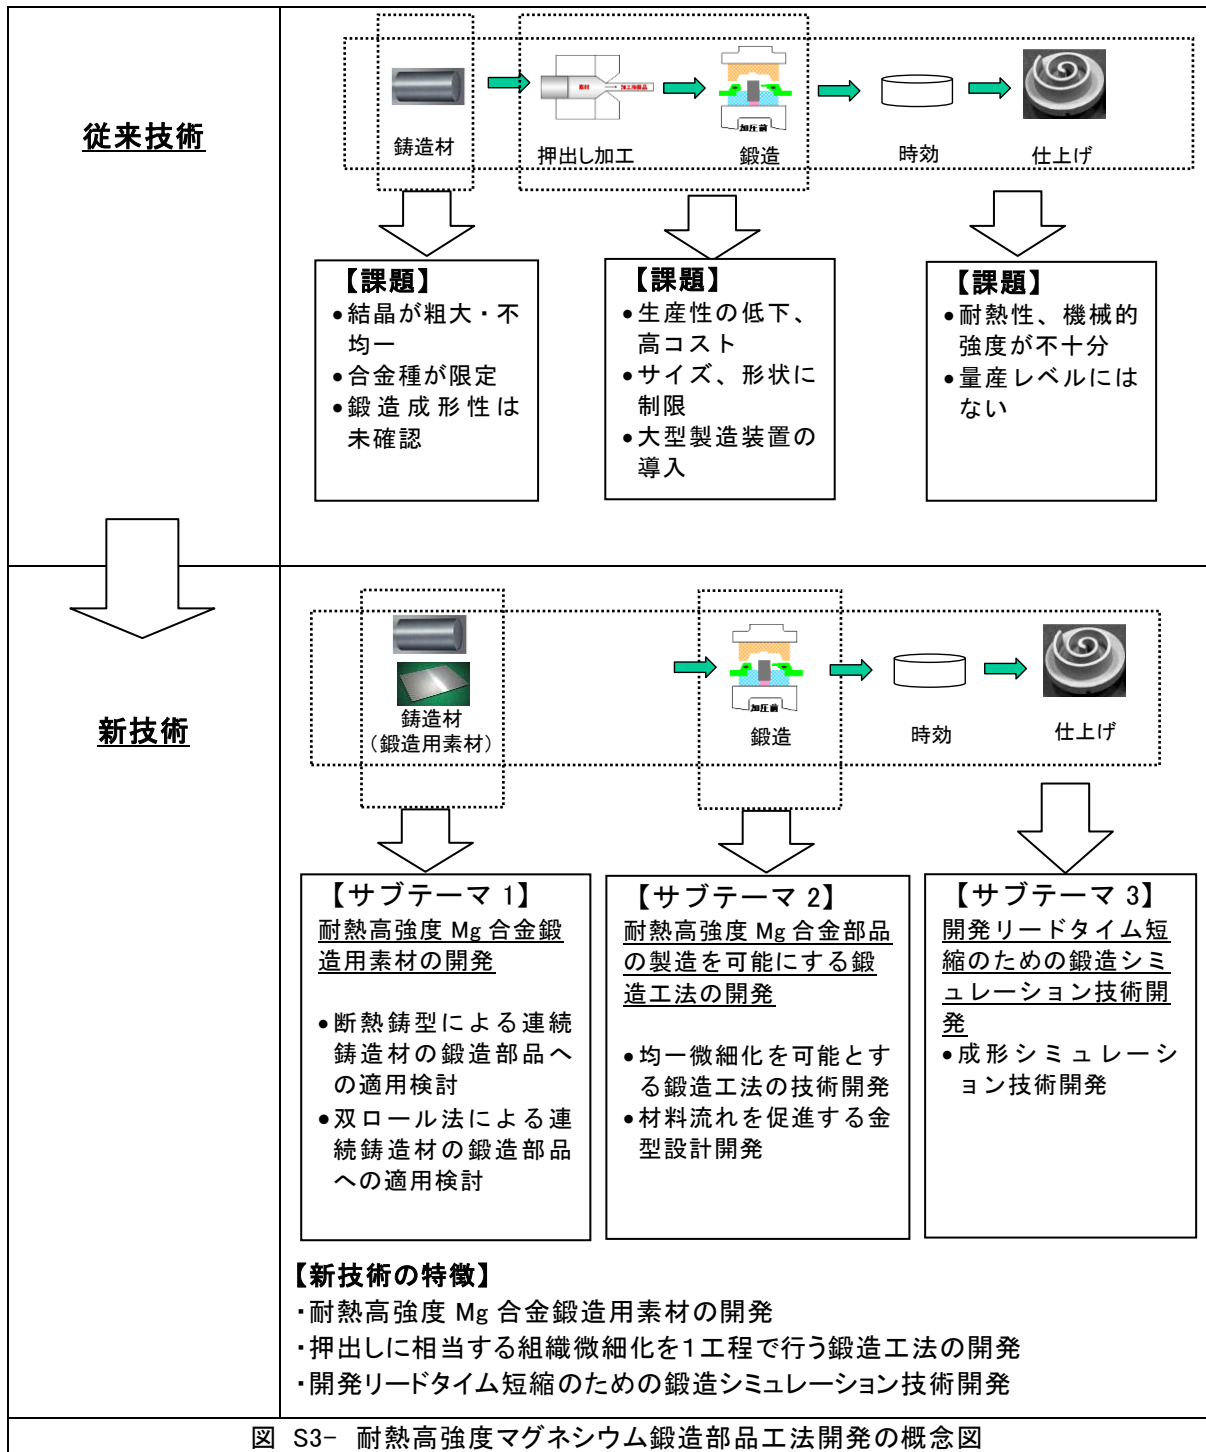 従来技術
素材
加工用部品
加圧前
鋳造材
押出し加工
鍛造
時効
仕上げ
【課題】
•結晶が粗大・不
均一
•合金種が限定
•鍛造成形性は
未確認
【課題】
•生産性の低下、
高コスト
•サイズ、形状に
制限
•大型製造装置の
導入
【課題】
•耐熱性、機械的
強度が不十分
•量産レベルには
ない
新技術
加圧前
鋳造材
（鍛造用素材）
鍛造
時効
仕上げ
【サブテーマ 1】
耐熱高強度 Mg 合金鍛
造用素材の開発
•断熱鋳型による連続
鋳造材の鍛造部品へ
の適用検討
•双ロール法による連
続鋳造材の鍛造部品
への適用検討
【サブテーマ 2】
耐熱高強度 Mg 合金部品
の製造を可能にする鍛
造工法の開発
•均一微細化を可能とす
る鍛造工法の技術開発
•材料流れを促進する金
型設計開発
【サブテーマ 3】
開発リードタイム短
縮のための鍛造シミ
ュレーション技術開
発
•成形シミュレーシ
ョン技術開発
【新技術の特徴】
・耐熱高強度 Mg 合金鍛造用素材の開発
・押出しに相当する組織微細化を１工程で行う鍛造工法の開発
・開発リードタイム短縮のための鍛造シミュレーション技術開発
図 S3- 耐熱高強度マグネシウム鍛造部品工法開発の概念図